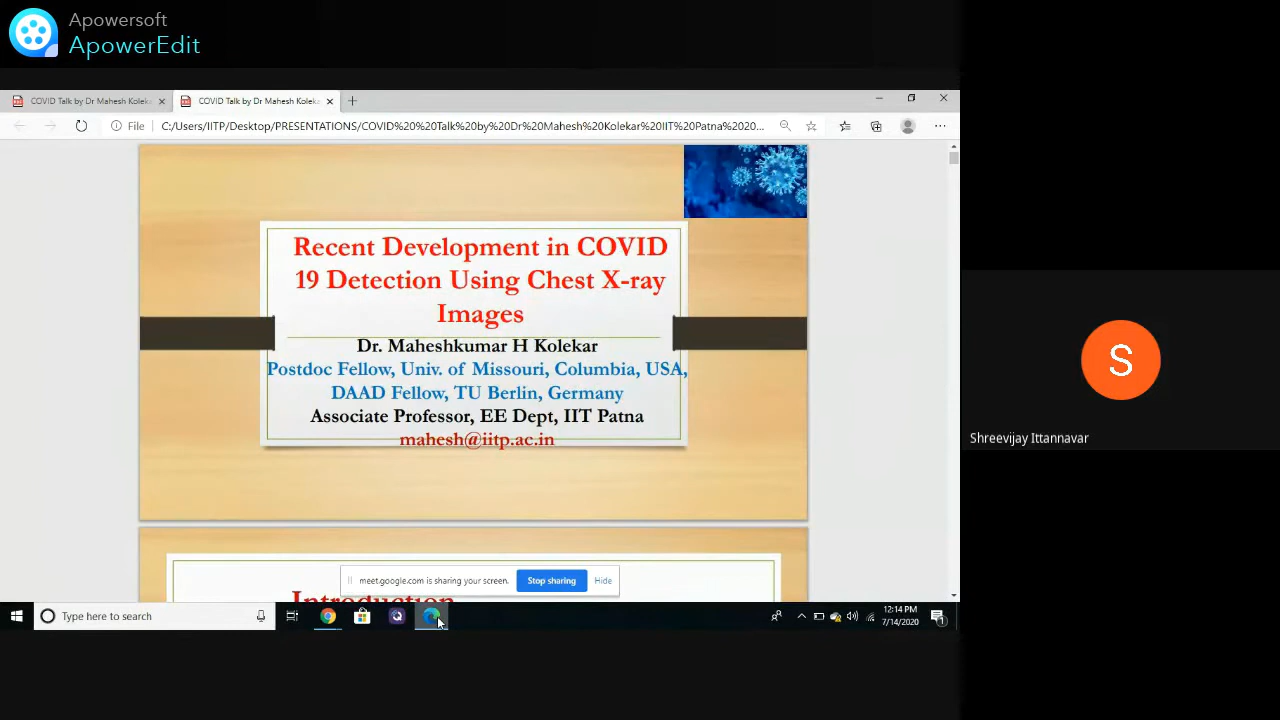 Apowersoft
ApowerEdit
COVID Talk by Dr Mahesh Koleka
COVID Talk by Dr Mahesh Koleka
File
C:/Users/IITP/Desktop/PRESENTATIONS/COVID%20%20Talk%20by%20Dr%20Mahesh%20Kolekar%20IIT%20Patna%2020...
Recent Development in COVID
19 Detection Using Chest X-ray
Images
Dr. Maheshkumar H Kolekar
Postdoc Fellow, Univ. of Missouri, Columbia, USA,
DAAD Fellow, TU Berlin, Germany
Associate Professor, EE Dept, IIT Patna
mahesh@iitp.ac.in
S
Shreevijay Ittannavar
meet.google.com is sharing your screen.
Stop sharing
Hide
Introduction
Type here to search
12:14 PM
7/14/2020
1